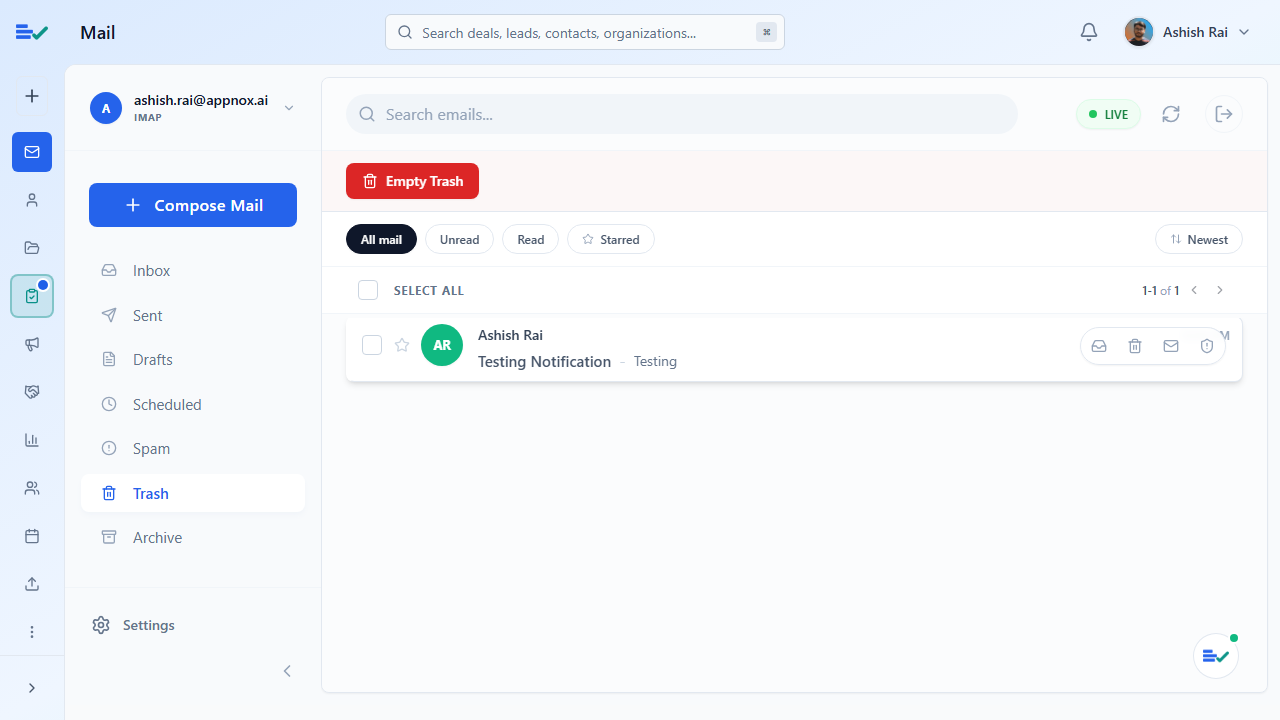 Mail
Search deals, leads, contacts, organizations...
⌘
Ashish Rai
A
ashish.rai@appnox.ai
IMAP
Search emails...
LIVE
Empty Trash
Compose Mail
All mail
Unread
Read
Starred
Newest
Inbox
Sent
Drafts
Scheduled
Spam
Trash
Archive
Settings
SELECT ALL
1-1 of 1
AR
Ashish Rai
Testing Notification - Testing